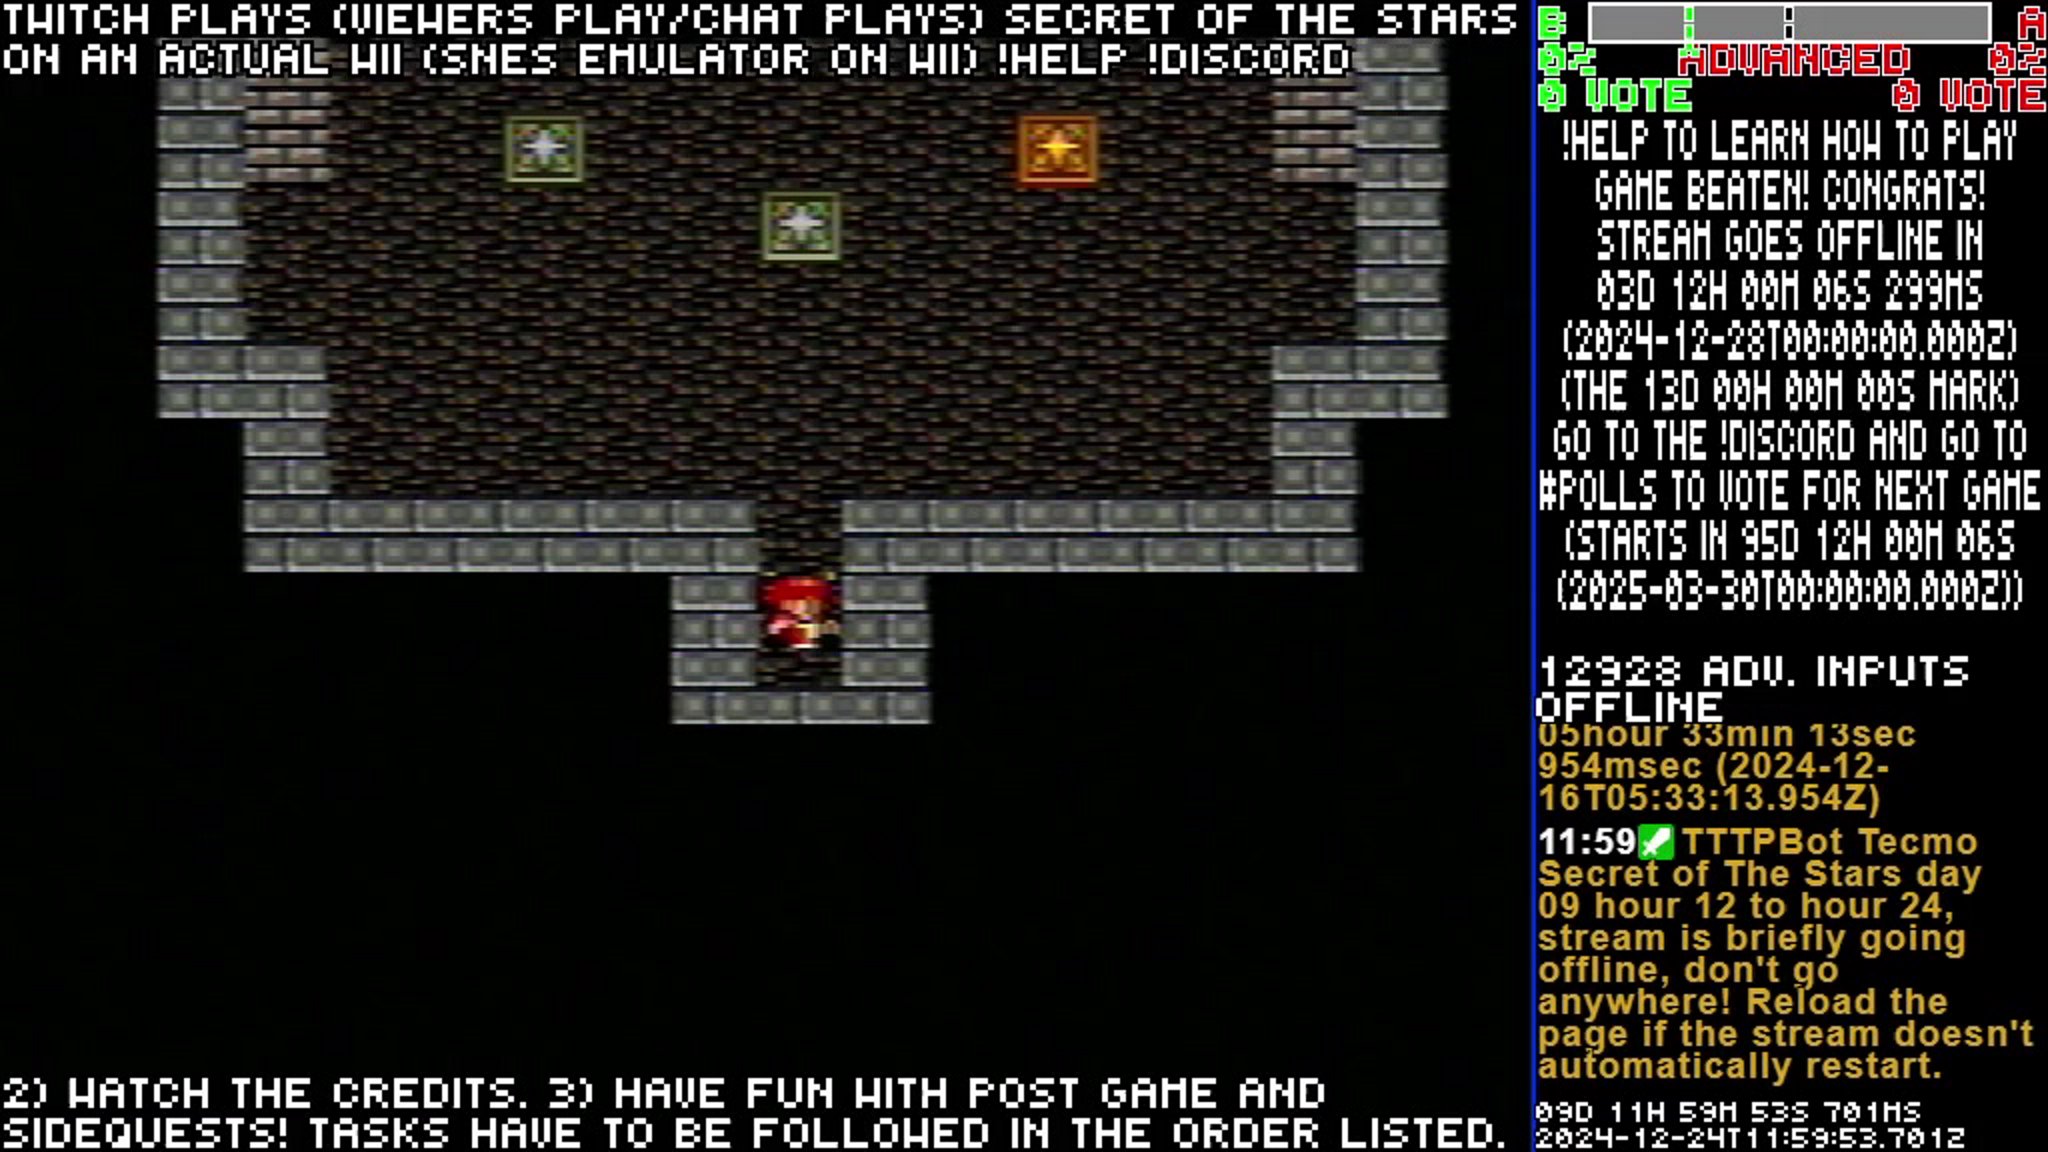 TWITCH PLAYS (VIEWERS PLAY/CHAT PLAYS) SECRET OF THE STARS
ON AN ACTUAL WII (SNES EMULATOR ON WII) !HELP !DISCORD
B A
0% ADVANCED 0%
0 VOTE 0 VOTE
!HELP TO LEARN HOW TO PLAY
GAME BEATEN! CONGRATS!
STREAM GOES OFFLINE IN
03D 12H 00M 06S 299MS
(2024-12-28T00:00:00.000Z)
(THE 13D 00H 00M 00S MARK)
GO TO THE !DISCORD AND GO TO
#POLLS TO VOTE FOR NEXT GAME
(STARTS IN 95D 12H 00M 06S
(2025-03-30T00:00:00.000Z))
12928 ADV. INPUTS
OFFLINE
05hour 33min 13sec
954msec (2024-12-
16T05:33:13.954Z)
11:59 TTTPBot Tecmo
Secret of The Stars day
09 hour 12 to hour 24,
stream is briefly going
offline, don't go
anywhere! Reload the
page if the stream doesn't
automatically restart.
09D 11H 59M 53S 701MS
2024-12-24T11:59:53.701Z
2) WATCH THE CREDITS. 3) HAVE FUN WITH POST GAME AND
SIDEQUESTS! TASKS HAVE TO BE FOLLOWED IN THE ORDER LISTED.